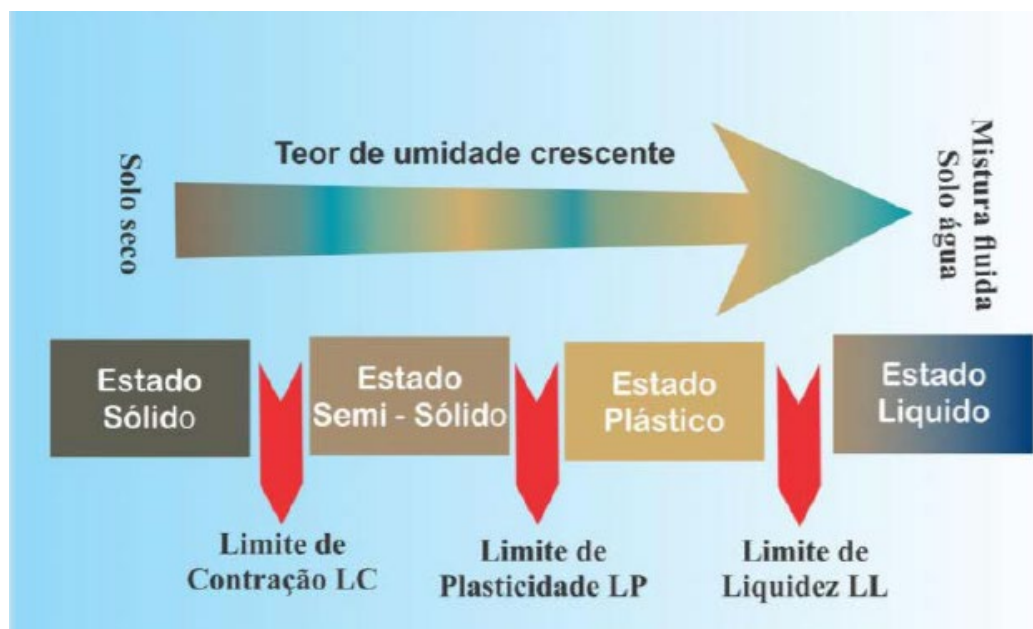 Teor de umidade crescente
Solo seco
Mistura fluida
Solo água
Estado
Sólido
Estado
Semi - Sólido
Estado
Plástico
Estado
Liquido
Limite de
Contração LC
Limite de
Plasticidade LP
Limite de
Liquidez LL